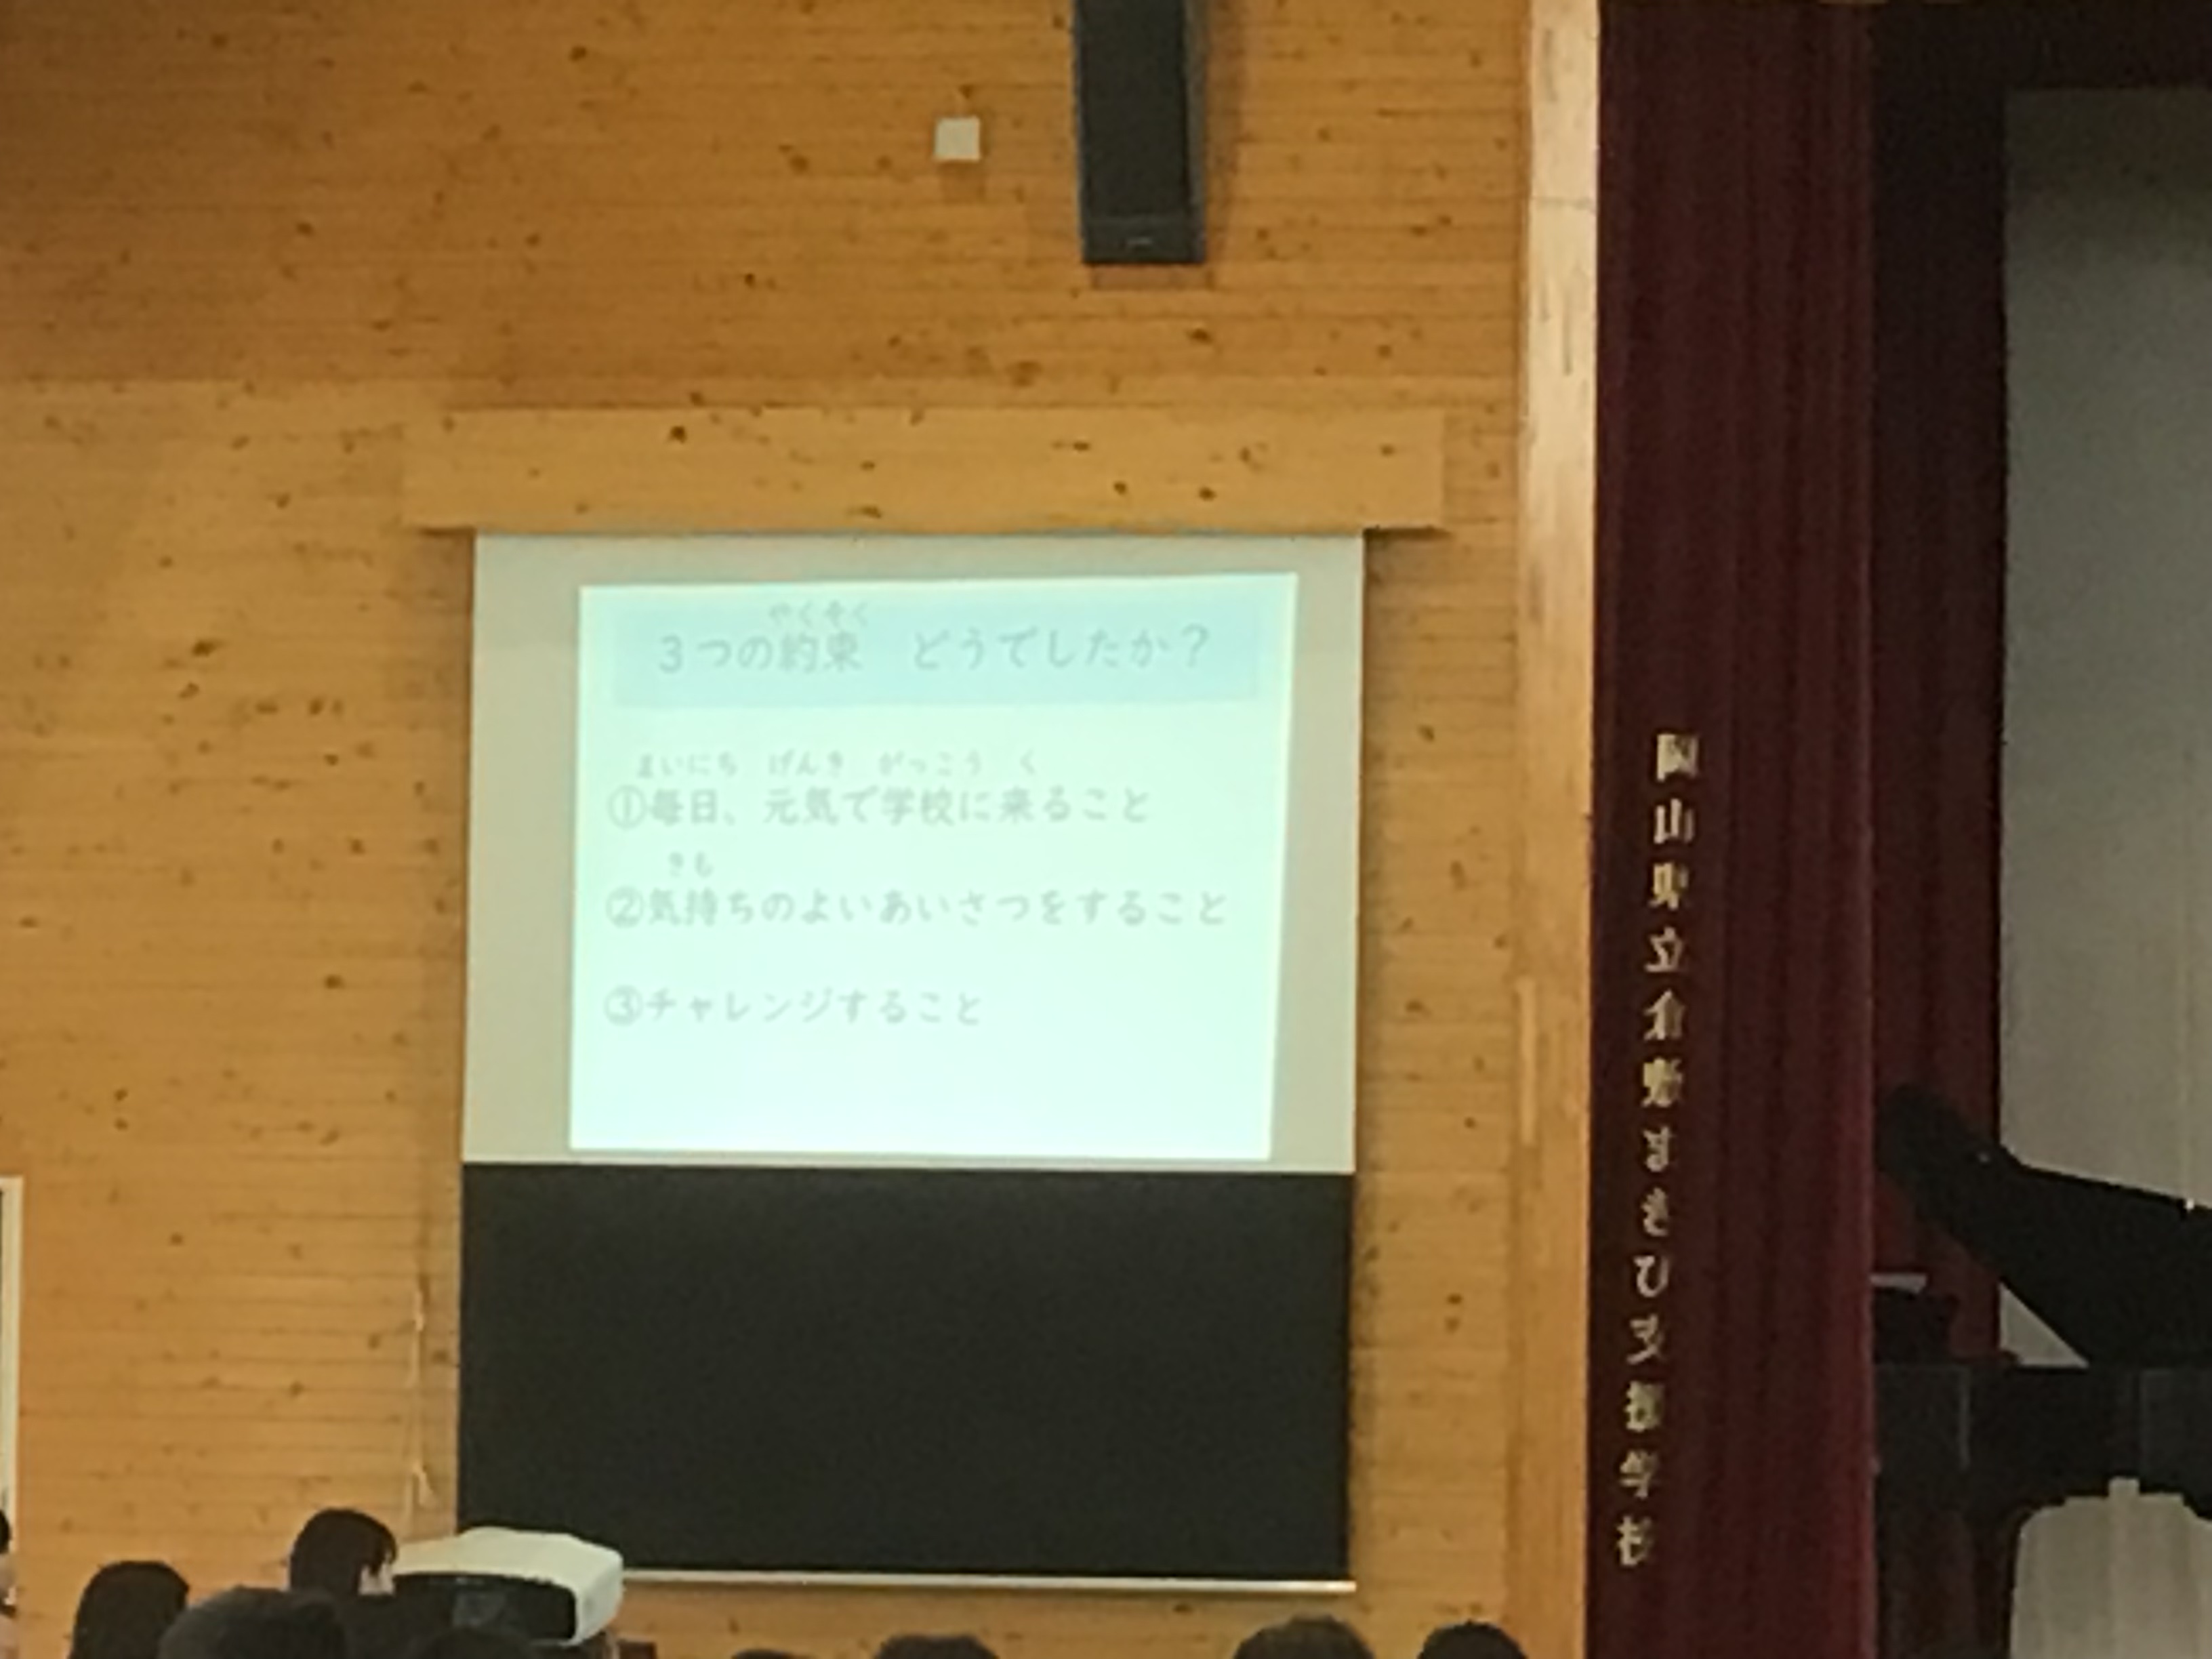 やくそく
3つの約束　どうでしたか？
まいにち　げんき　がっこう　く
①毎日、元気で学校に来ること
きも
②気持ちのよいあいさつをすること
③チャレンジすること
岡山県立倉敷まきび支援学校